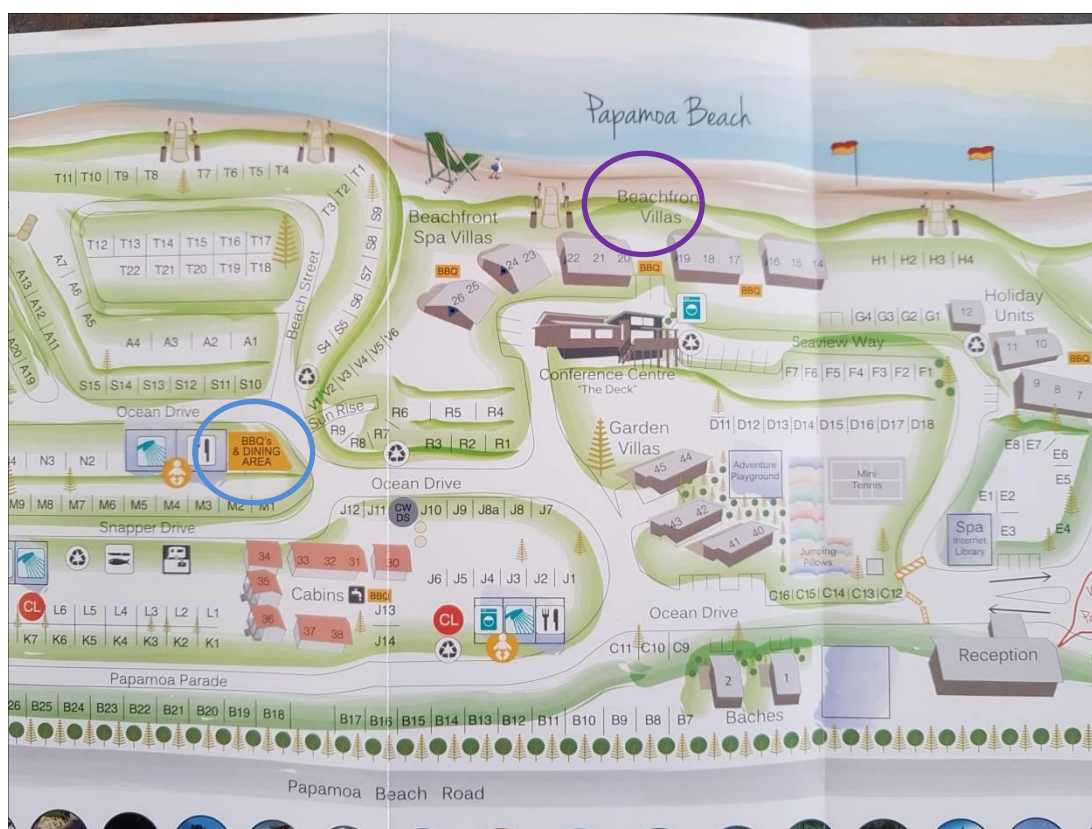 Papamoa Beach
T11 T10 T9 T8 T7 T6 T5 T4
T3 T2 T1
Beachfront
Spa Villas
Beachfron
Villas
T12 T13 T14 T15 T16 T17
T22 T21 T20 T19 T18
S9
S8
S7
S6
S5
S4
A7 A6 A5
A13 A12 A11
A20
A19
Beach Street
BBQ
24 23
26 25
22 21 20
BBQ
19 18 17
BBQ
16 15 14
H1 H2 H3 H4
Holiday
Units
12
11 10
BBQ
9 8 7
G4 G3 G2 G1
Seaview Way
A4 A3 A2 A1
S15 S14 S13 S12 S11 S10
V1 V2 V3 V4 V5 V6
Conference Centre
"The Deck"
F7 F6 F5 F4 F3 F2 F1
Ocean Drive
Sun Rise
R9
R8
R7
R6 R5 R4
R3 R2 R1
Garden
Villas
D11 D12 D13 D14 D15 D16 D17 D18
E8 E7 E6
E5
E4
E1 E2
E3
BBQ's
& DINING
AREA
N3 N2
45 44
43 42
41 40
Adventure
Playground
Mini
Tennis
Jumping
Pillows
Spa
Internet
Library
Ocean Drive
M9 M8 M7 M6 M5 M4 M3 M2 M1
Snapper Drive
J12 J11 CW
DS
J10 J9 J8a J8 J7
34
33 32 31
30
35
36
37 38
Cabins
BBQ
J6 J5 J4 J3 J2 J1
J13
J14
CL
CL
L6 L5 L4 L3 L2 L1
K7 K6 K5 K4 K3 K2 K1
C16 C15 C14 C13 C12
Ocean Drive
C11 C10 C9
Reception
2
1
Baches
Papamoa Parade
B25 B24 B23 B22 B21 B20 B19 B18
B17 B16 B15 B14 B13 B12 B11 B10 B9 B8 B7
Papamoa Beach Road